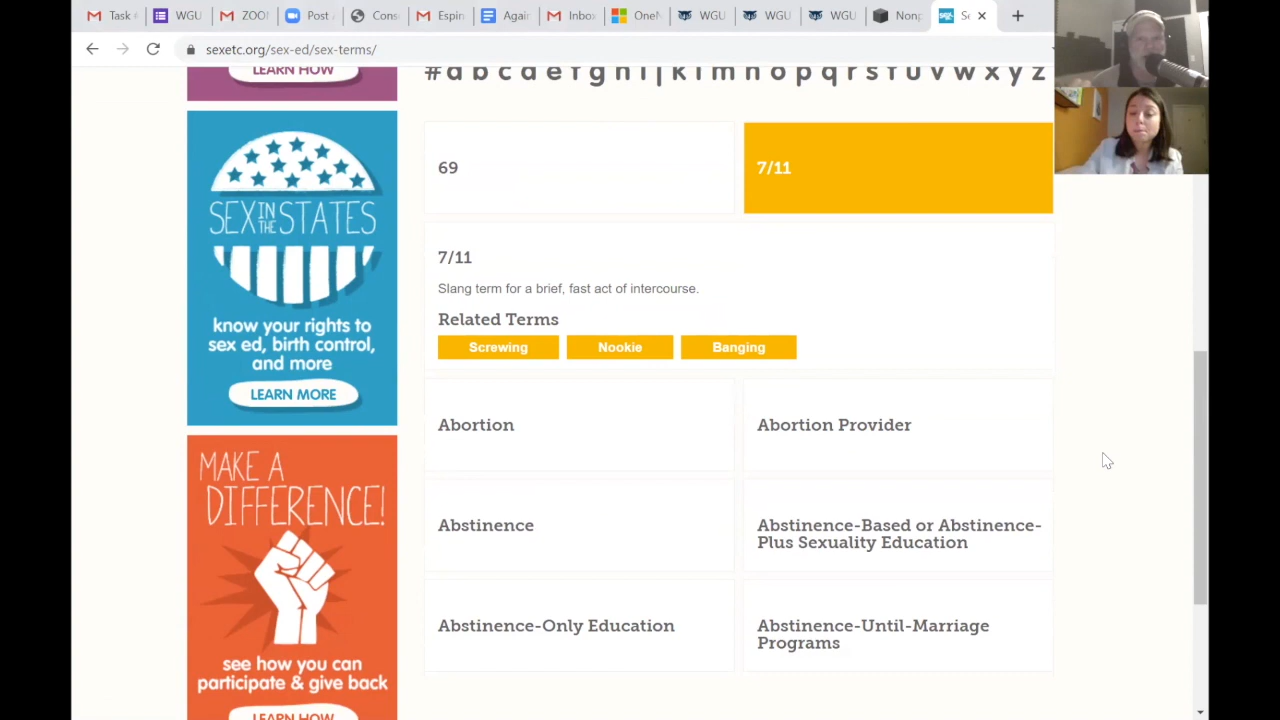 Task
WGU
ZOO
Post
Cons
Espin
Again
Inbo
One
WGU
WGU
WGU
Nonp
sexetc.org/sex-ed/sex-terms/
LEARN HOW
# a b c d e f g h i j k l m n o p q r s t u v w x y z
SEX IN THE STATES
know your rights to
sex ed, birth control,
and more
LEARN MORE
MAKE A
DIFFERENCE!
see how you can
participate & give back
LEARN HOW
69
7/11
7/11
Slang term for a brief, fast act of intercourse.
Related Terms
Screwing Nookie Banging
Abortion
Abortion Provider
Abstinence
Abstinence-Based or Abstinence-
Plus Sexuality Education
Abstinence-Only Education
Abstinence-Until-Marriage
Programs